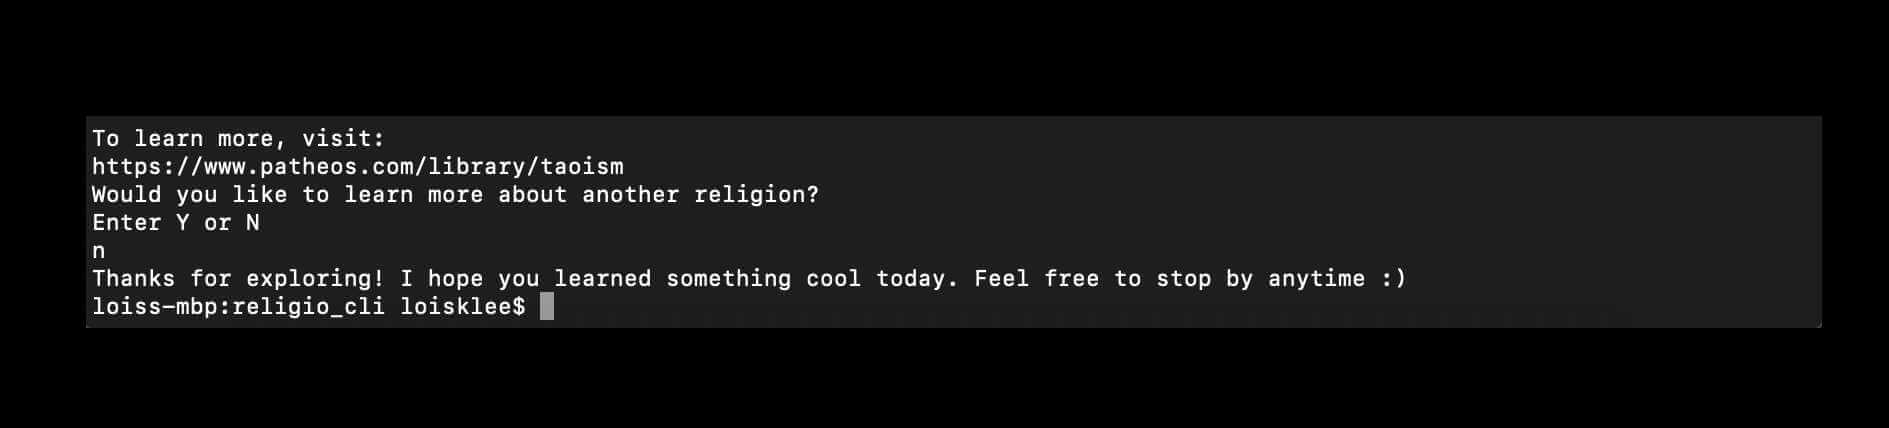 To learn more, visit:
https://www.patheos.com/library/taoism
Would you like to learn more about another religion?
Enter Y or N
n
Thanks for exploring! I hope you learned something cool today. Feel free to stop by anytime :)
loiss-mbp:religio_cli loisklee$